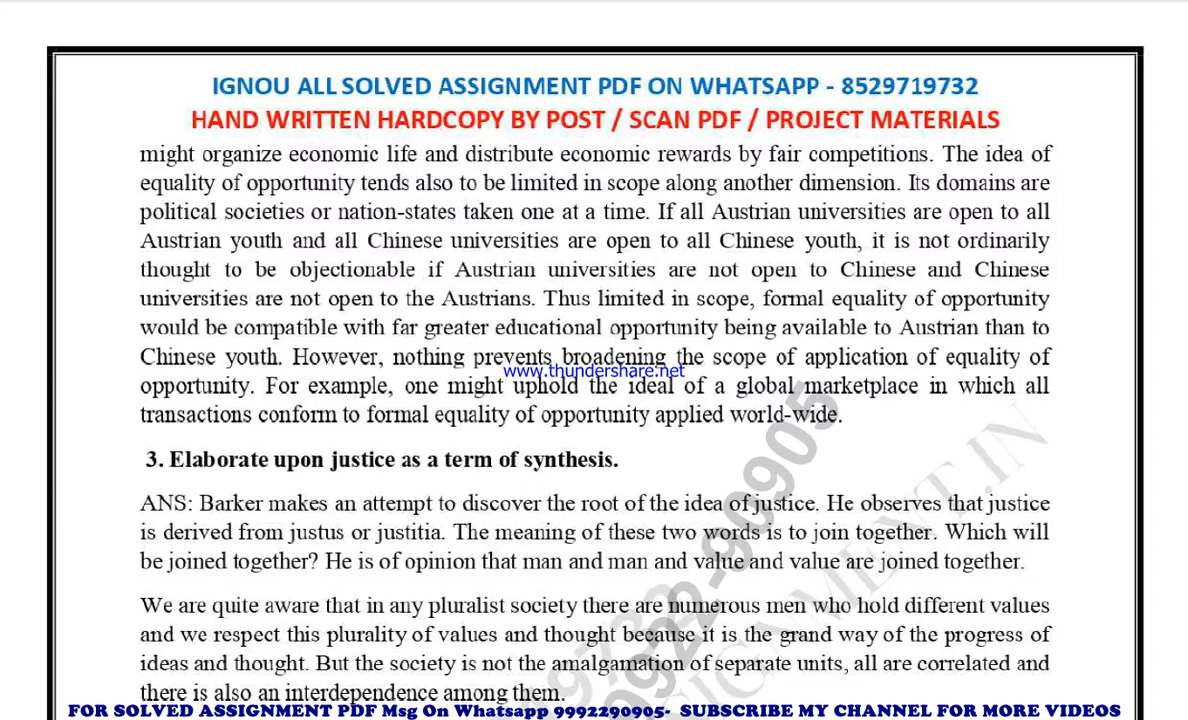 IGNOU ALL SOLVED ASSIGNMENT PDF ON WHATSAPP - 8529719732
HAND WRITTEN HARDCOPY BY POST / SCAN PDF / PROJECT MATERIALS
might organize economic life and distribute economic rewards by fair competitions. The idea of
equality of opportunity tends also to be limited in scope along another dimension. Its domains are
political societies or nation-states taken one at a time. If all Austrian universities are open to all
Austrian youth and all Chinese universities are open to all Chinese youth, it is not ordinarily
thought to be objectionable if Austrian universities are not open to Chinese and Chinese
universities are not open to the Austrians. Thus limited in scope, formal equality of opportunity
would be compatible with far greater educational opportunity being available to Austrian than to
Chinese youth. However, nothing prevents broadening the scope of application of equality of
www.thundershare.net
opportunity. For example, one might uphold the ideal of a global marketplace in which all
transactions conform to formal equality of opportunity applied world-wide.
3. Elaborate upon justice as a term of synthesis.
ANS: Barker makes an attempt to discover the root of the idea of justice. He observes that justice
is derived from justus or justitia. The meaning of these two words is to join together. Which will
be joined together? He is of opinion that man and man and value and value are joined together.
We are quite aware that in any pluralist society there are numerous men who hold different values
and we respect this plurality of values and thought because it is the grand way of the progress of
ideas and thought. But the society is not the amalgamation of separate units, all are correlated and
there is also an interdependence among them.
FOR SOLVED ASSIGNMENT PDF Msg On Whatsapp 9992290905- SUBSCRIBE MY CHANNEL FOR MORE VIDEOS